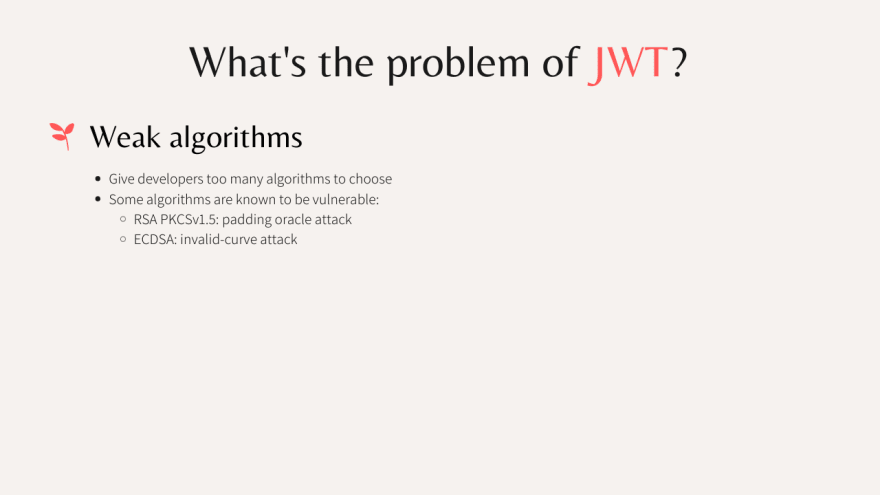 What's the problem of JWT?
Weak algorithms
Give developers too many algorithms to choose
Some algorithms are known to be vulnerable:
RSA PKCSv1.5: padding oracle attack
ECDSA: invalid-curve attack